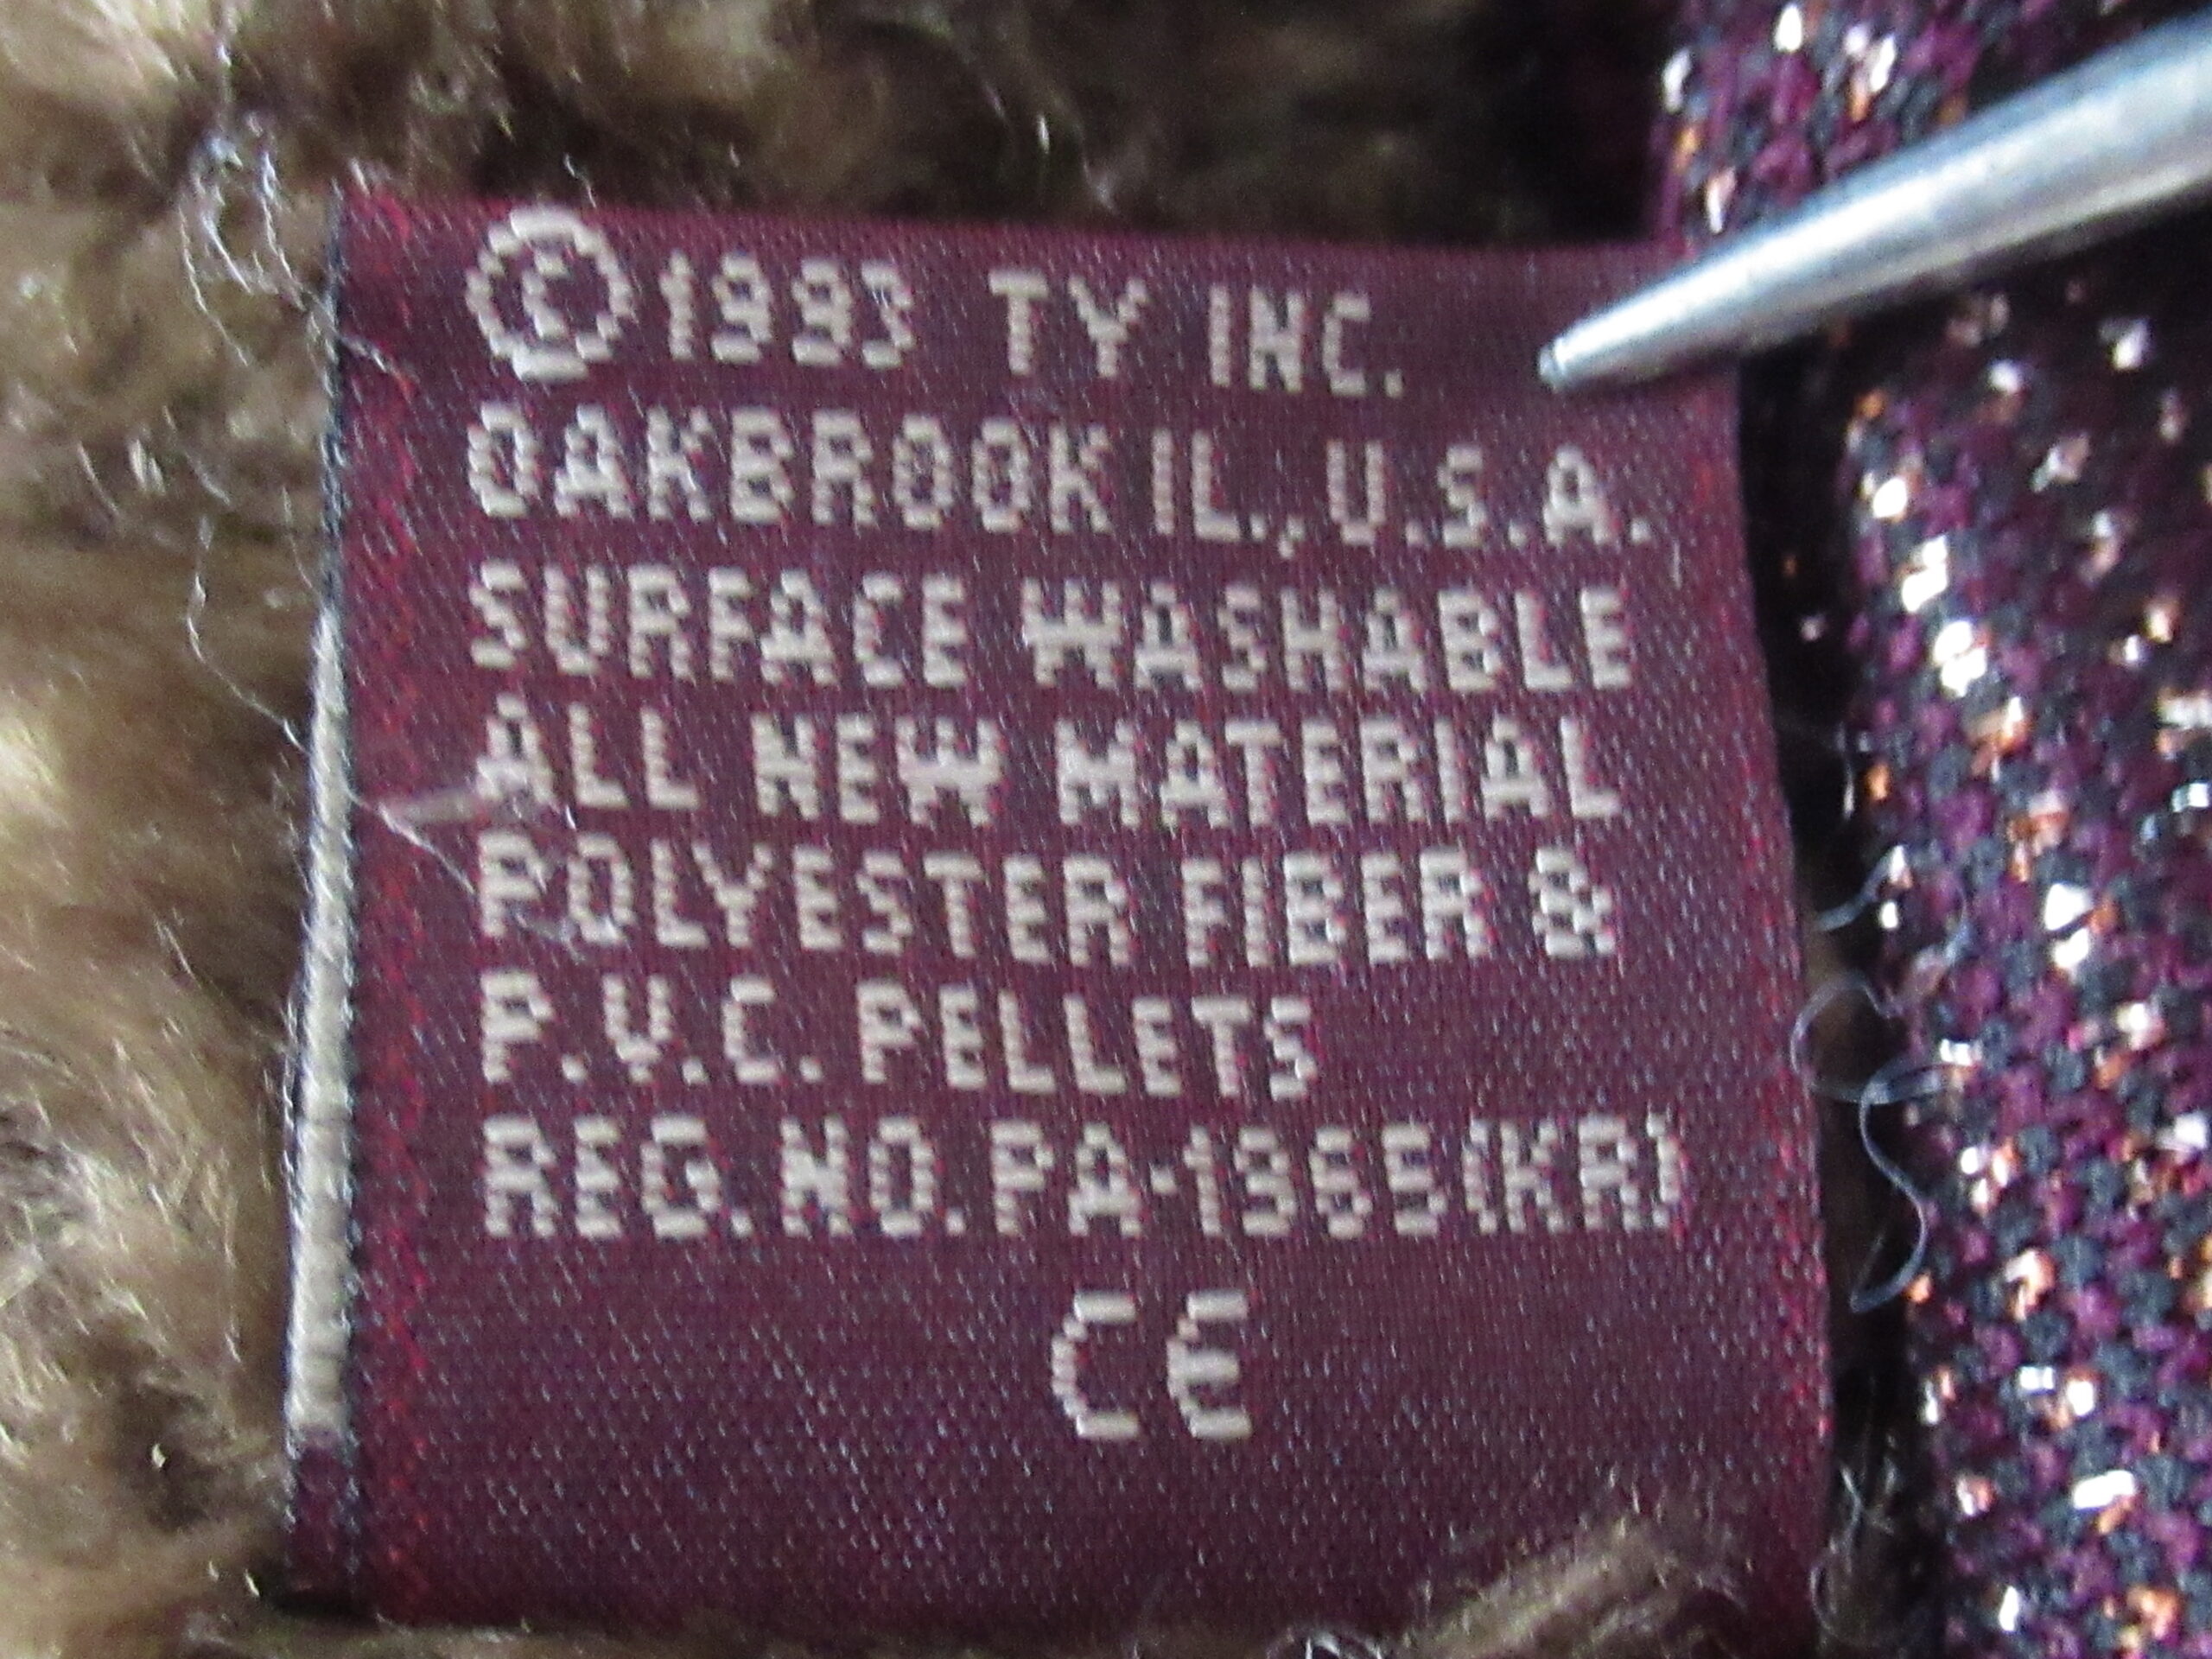 ©1993 TY INC.
OAKBROOK IL., U.S.A.
SURFACE WASHABLE
ALL NEW MATERIAL
POLYESTER FIBER &
P.V.C. PELLETS
REG. NO. PA-1965(KR)
CE